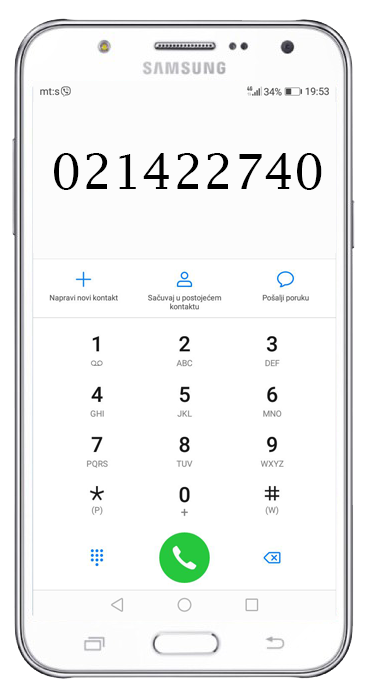 SAMSUNG
mt:s 4G 34% 19:53
021422740
Napravi novi kontakt
Sačuvaj u postojećem kontaktu
Pošalji poruku
1 2 3
ABC DEF
4 5 6
GHI JKL MNO
7 8 9
PQRS TUV WXYZ
* 0 #
(P) + (W)